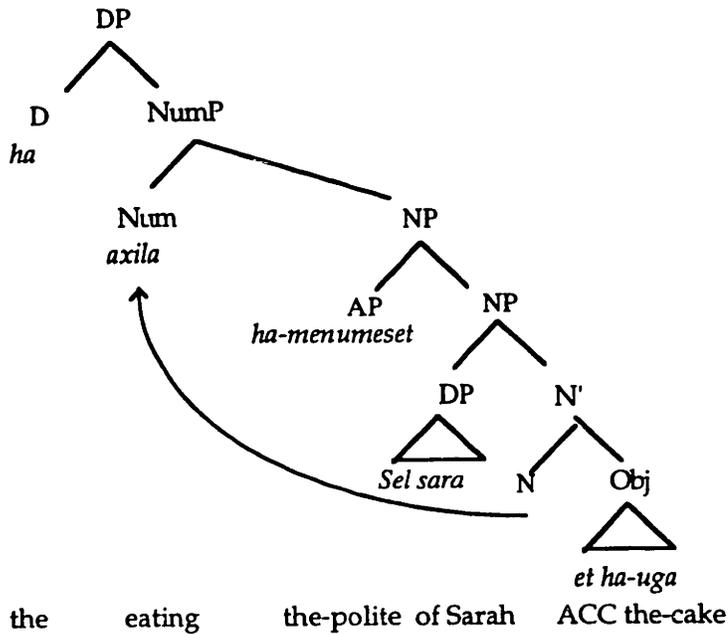 DP
D NumP
ha
Num NP
axila
AP NP
ha-menumeset
DP N'
Sel sara N Obj
et ha-uga
the eating the-polite of Sarah ACC the-cake